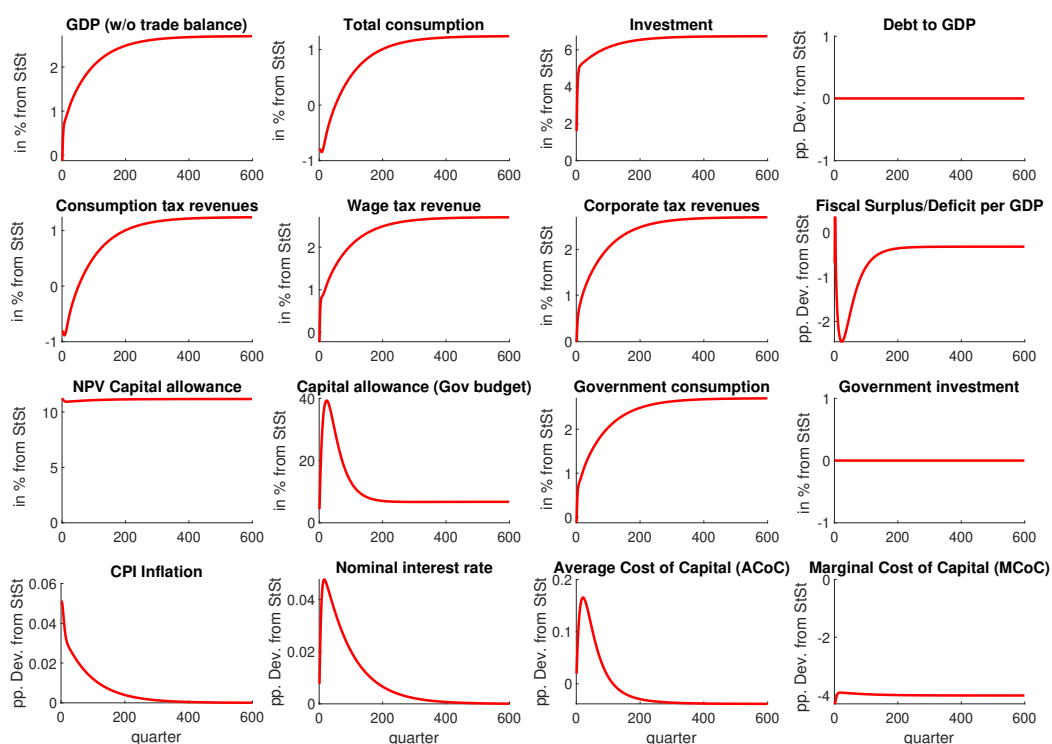 GDP (w/o trade balance)
in % from StSt
2
1
0
0 200 400 600
Total consumption
in % from StSt
1
0
-1
0 200 400 600
Investment
in % from StSt
6
4
2
0
0 200 400 600
Debt to GDP
pp. Dev. from StSt
1
0
-1
0 200 400 600
Consumption tax revenues
in % from StSt
1
0
-1
0 200 400 600
Wage tax revenue
in % from StSt
2
1
0
0 200 400 600
Corporate tax revenues
in % from StSt
2
1
0
0 200 400 600
Fiscal Surplus/Deficit per GDP
pp. Dev. from StSt
0
-1
-2
0 200 400 600
NPV Capital allowance
in % from StSt
10
5
0
0 200 400 600
Capital allowance (Gov budget)
in % from StSt
40
20
0
0 200 400 600
Government consumption
in % from StSt
2
1
0
0 200 400 600
Government investment
in % from StSt
1
0
-1
0 200 400 600
CPI Inflation
pp. Dev. from StSt
0.06
0.04
0.02
0
0 200 400 600
quarter
Nominal interest rate
pp. Dev. from StSt
0.04
0.02
0
0 200 400 600
quarter
Average Cost of Capital (ACoC)
pp. Dev. from StSt
0.2
0.1
0
0 200 400 600
quarter
Marginal Cost of Capital (MCoC)
pp. Dev. from StSt
0
-2
-4
0 200 400 600
quarter